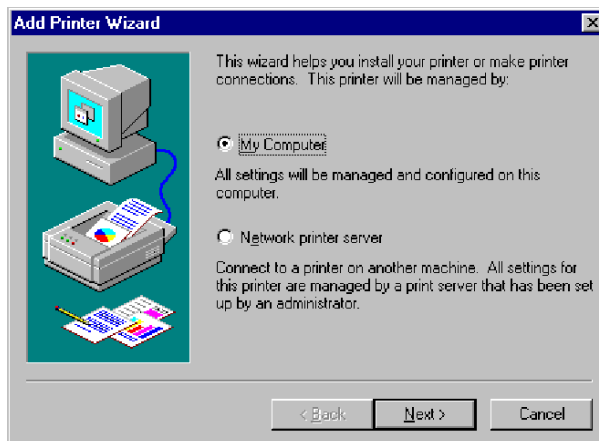 Add Printer Wizard
This wizard helps you install your printer or make printer
connections. This printer will be managed by:
My Computer
All settings will be managed and configured on this
computer.
Network printer server
Connect to a printer on another machine. All settings for
this printer are managed by a print server that has been set
up by an administrator.
< Back
Next >
Cancel